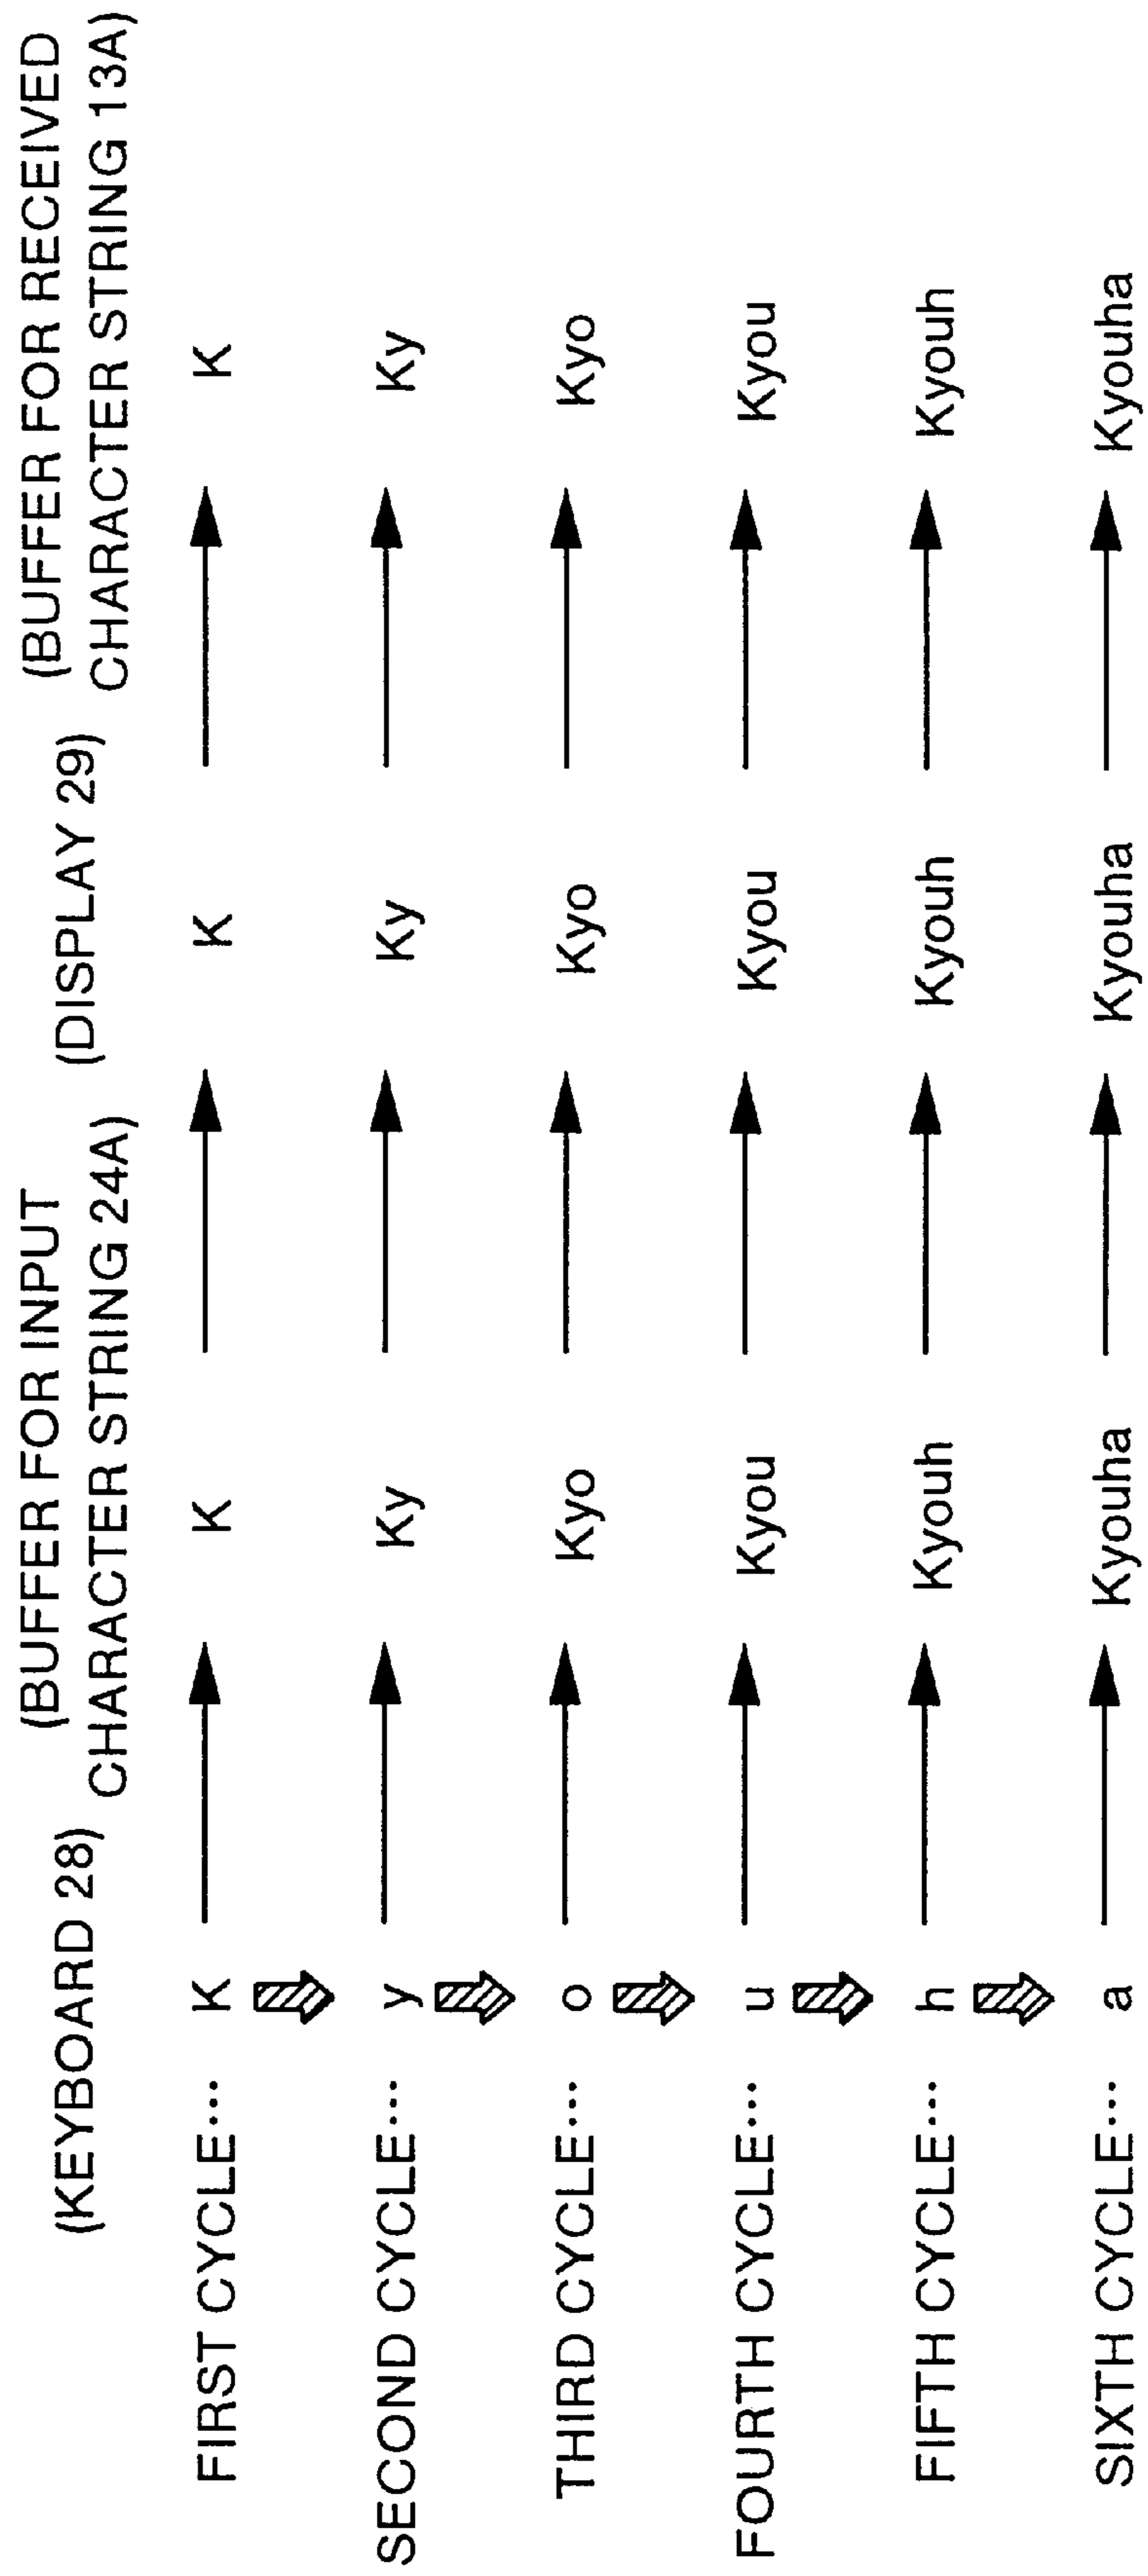 (KEYBOARD 28) (BUFFER FOR INPUT CHARACTER STRING 24A) (DISPLAY 29) (BUFFER FOR RECEIVED CHARACTER STRING 13A)
FIRST CYCLE··· K K K K
SECOND CYCLE··· y Ky Ky Ky
THIRD CYCLE··· o Kyo Kyo Kyo
FOURTH CYCLE··· u Kyou Kyou Kyou
FIFTH CYCLE··· h Kyouh Kyouh Kyouh
SIXTH CYCLE··· a Kyouha Kyouha Kyouha